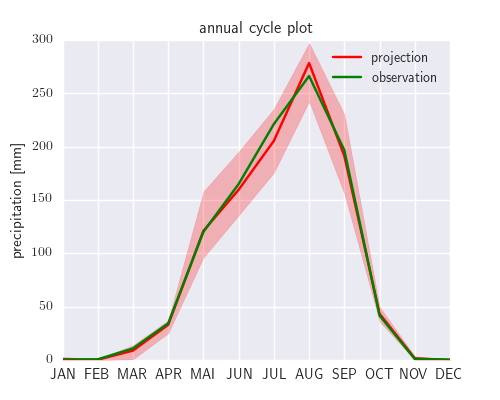 annual cycle plot
projection
observation
precipitation [mm]
300
250
200
150
100
50
0
JAN FEB MAR APR MAI JUN JUL AUG SEP OCT NOV DEC